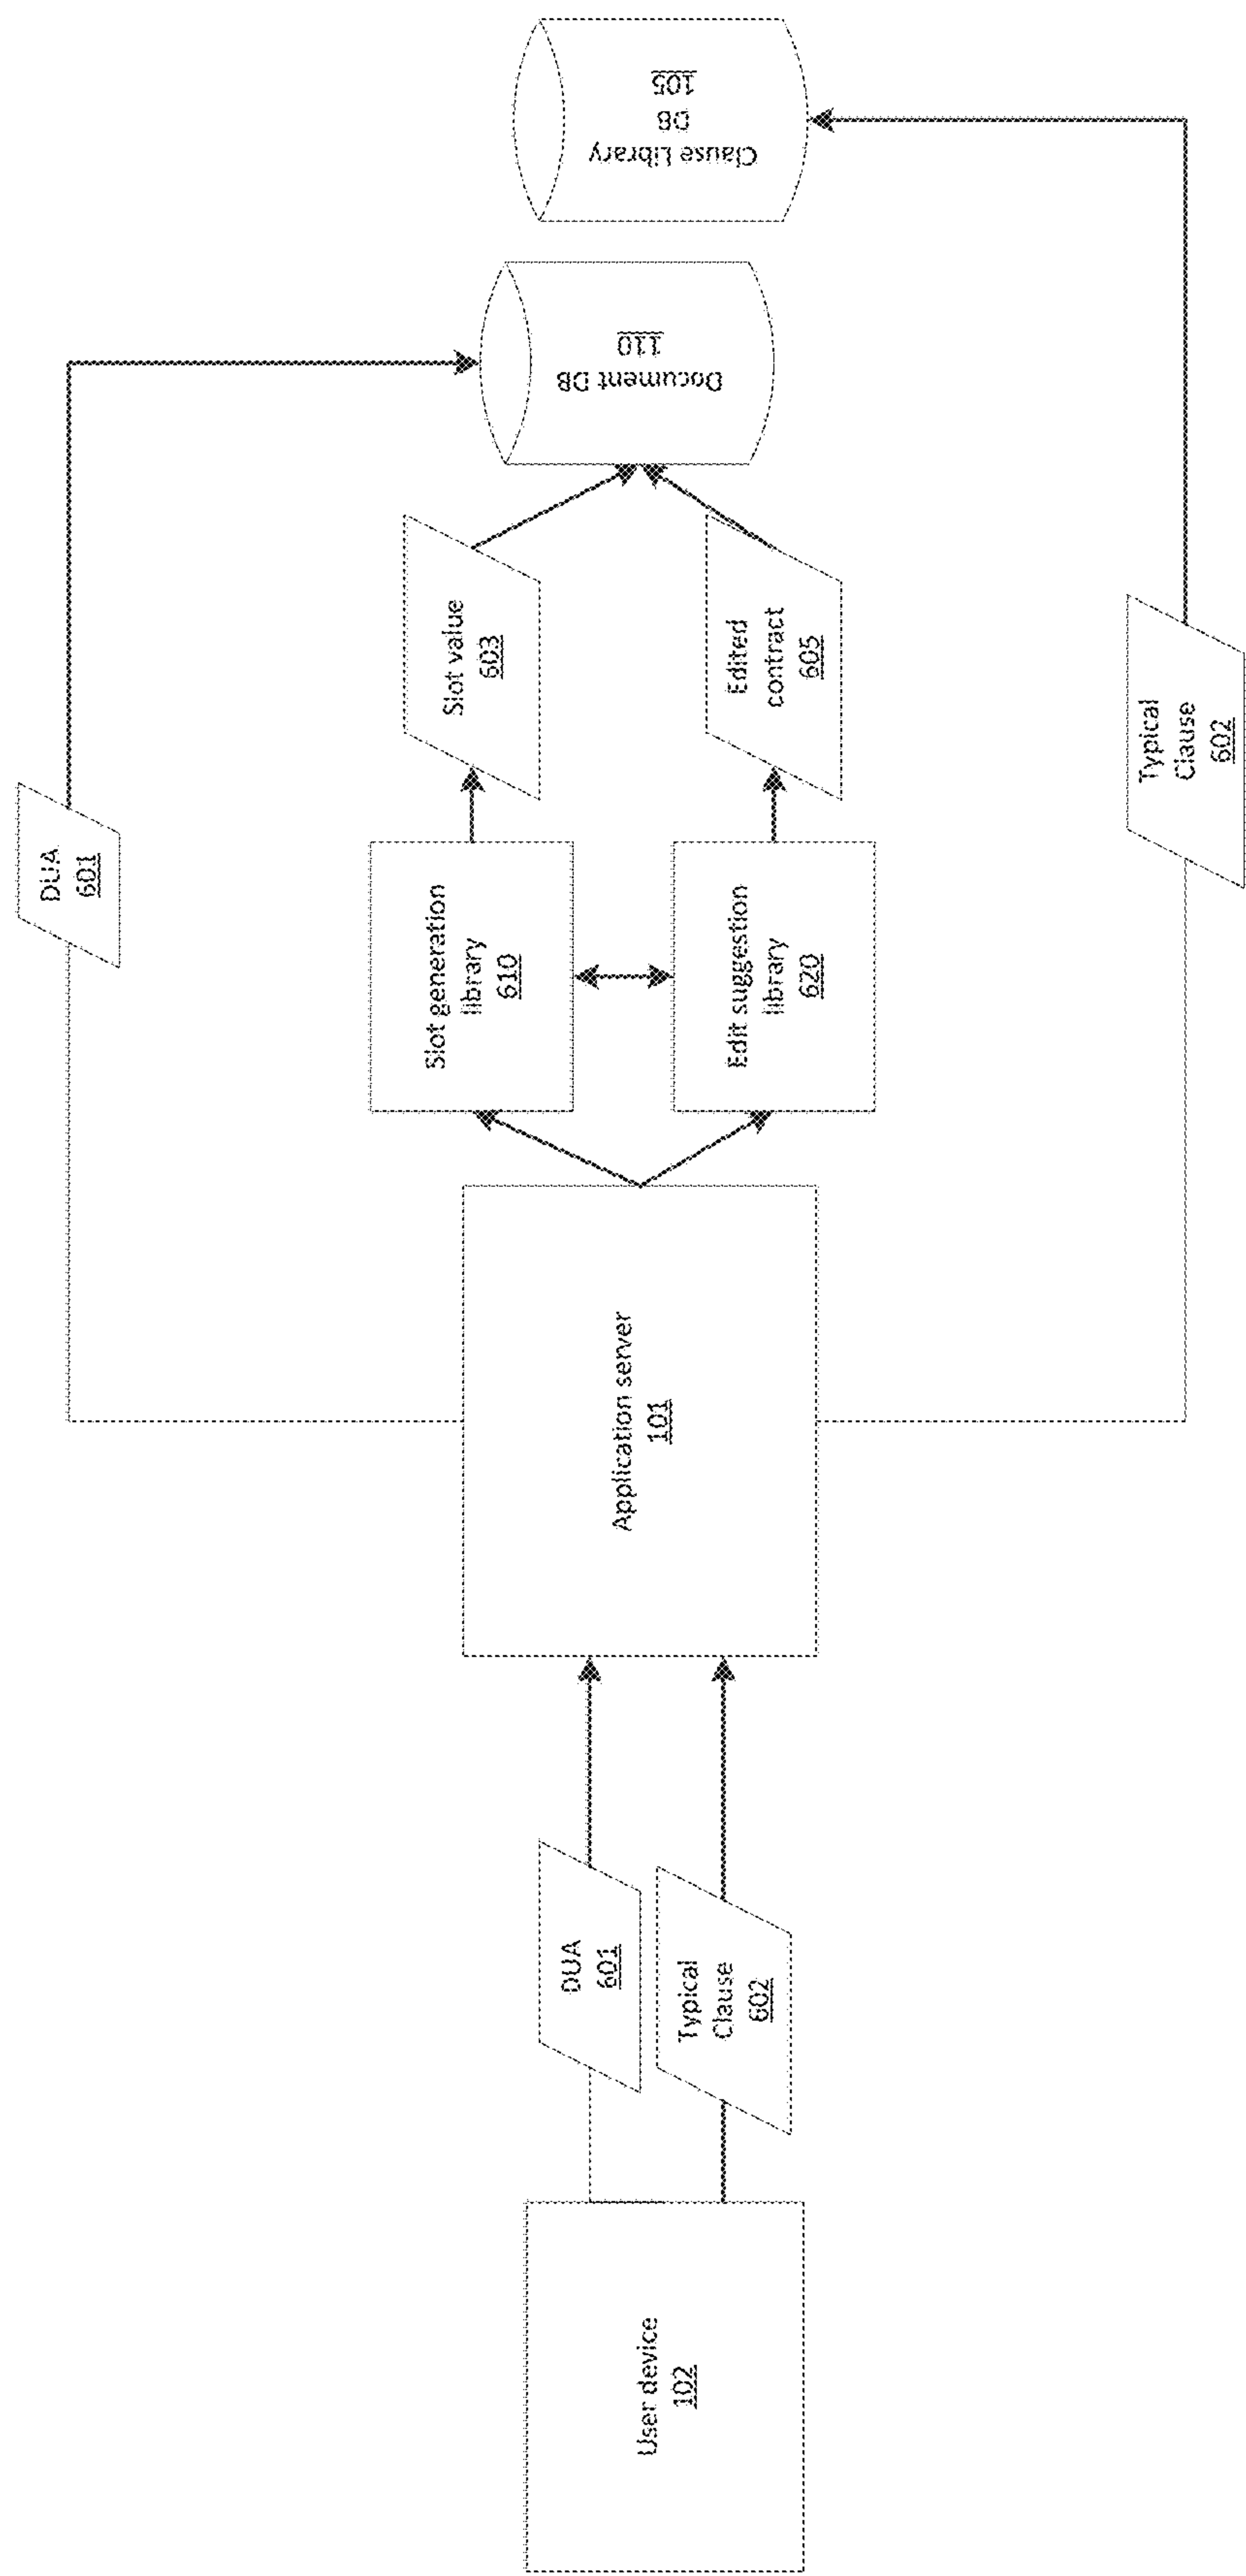 User device
102
DUA
601
Typical
Clause
602
Application server
101
DUA
601
Slot generation
library
610
Edit suggestion
library
620
Slot value
603
Edited
contract
605
Typical
Clause
602
Document DB
110
Clause Library
DB
105